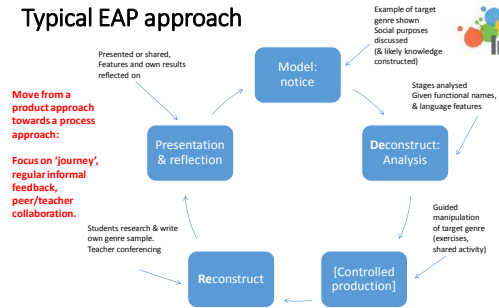 Typical EAP approach
Example of target
genre shown
Social purposes
discussed
(& likely knowledge
constructed)
Presented or shared,
Features and own results
reflected on
Model:
notice
Stages analysed
Given functional names,
& language features
Move from a
product approach
towards a process
approach:
Focus on ‘journey’,
regular informal
feedback,
peer/teacher
collaboration.
Presentation
& reflection
Deconstruct:
Analysis
Students research & write
own genre sample.
Teacher conferencing
Guided
manipulation
of target genre
(exercises,
shared activity)
Reconstruct
[Controlled
production]